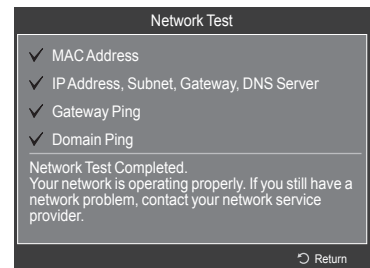 Network Test
MAC Address
IP Address, Subnet, Gateway, DNS Server
Gateway Ping
Domain Ping
Network Test Completed.
Your network is operating properly. If you still have a
network problem, contact your network service
provider.
Return